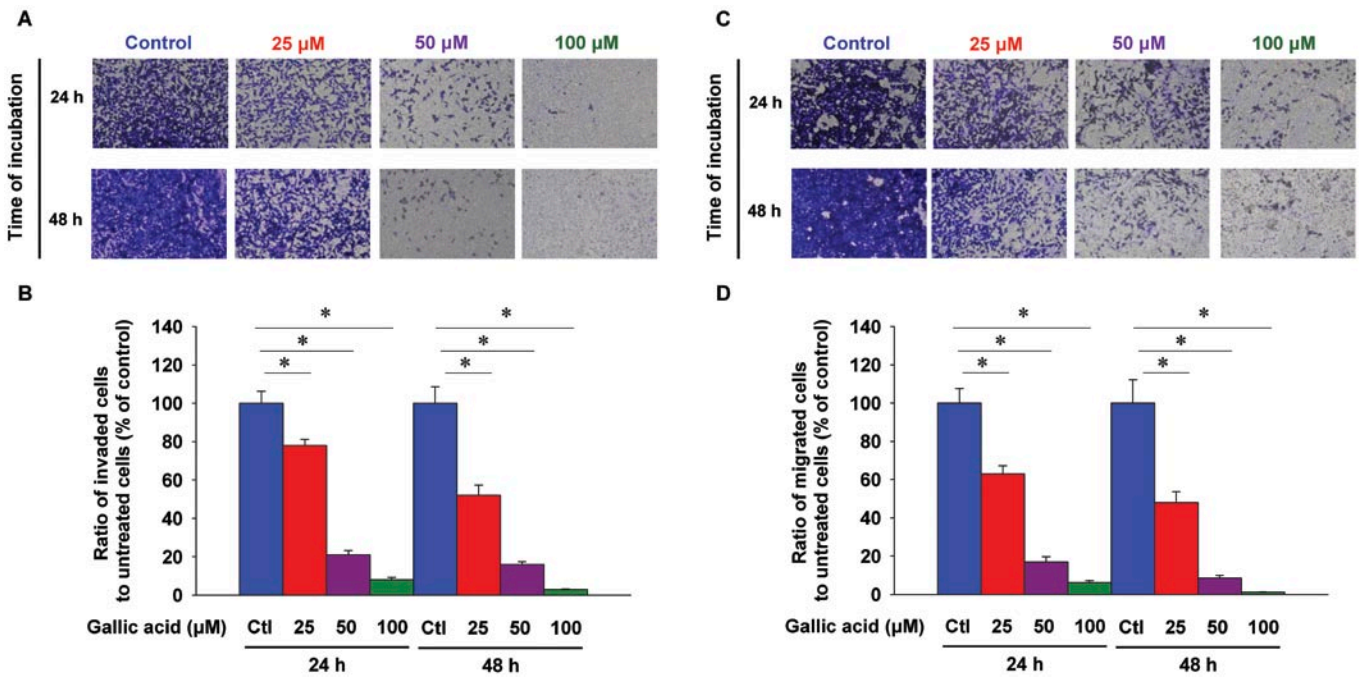 A
Control 25 μM 50 μM 100 μM
Time of incubation
24 h
48 h
B
Ratio of invaded cells
to untreated cells (% of control)
140
120
100
80
60
40
20
0
* * *
* * *
Gallic acid (μM) Ctl 25 50 100 Ctl 25 50 100
24 h 48 h
C
Control 25 μM 50 μM 100 μM
Time of incubation
24 h
48 h
D
Ratio of migrated cells
to untreated cells (% of control)
140
120
100
80
60
40
20
0
* * *
* * *
Gallic acid (μM) Ctl 25 50 100 Ctl 25 50 100
24 h 48 h